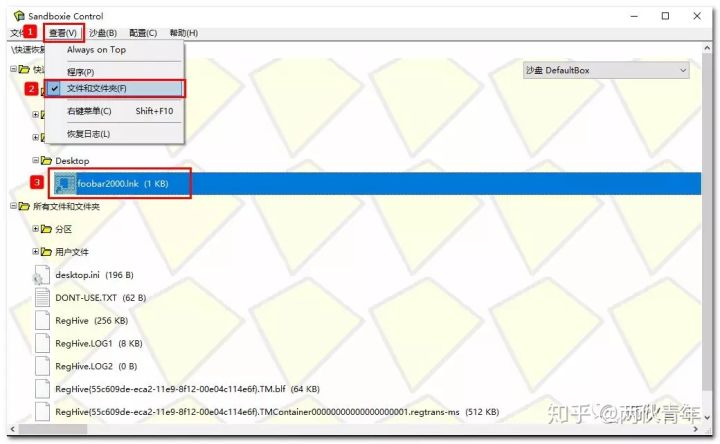 Sandboxie Control
文
1
查看(V)
沙盘(B)
配置(C)
帮助(H)
\快速恢复
Always on Top
程序(P)
2
文件和文件夹(F)
右键菜单(C) Shift+F10
恢复日志(L)
沙盘 DefaultBox
快速
Desktop
3
foobar2000.lnk (1 KB)
所有文件和文件夹
分区
用户文件
desktop.ini (196 B)
DONT-USE.TXT (62 B)
RegHive (256 KB)
RegHive.LOG1 (8 KB)
RegHive.LOG2 (0 B)
RegHive{55c609de-eca2-11e9-8f12-00e04c114e6f}.TM.blf (64 KB)
RegHive{55c609de-eca2-11e9-8f12-00e04c114e6f}.TMContainer00000000000000000001.regtrans-ms (512 KB)
知乎 @两伙青年